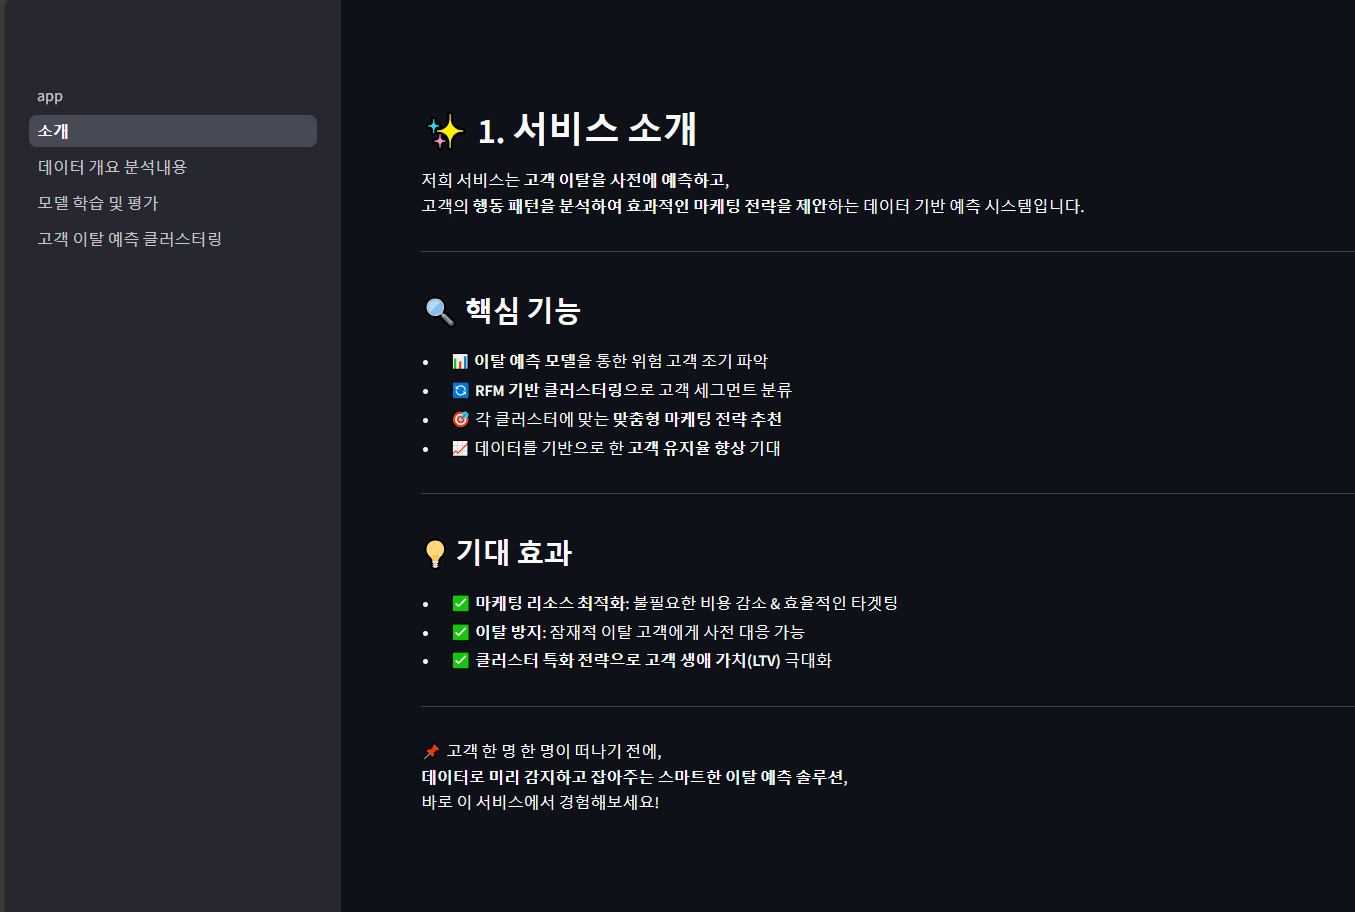 app
소개
데이터 개요 분석내용
모델 학습 및 평가
고객 이탈 예측 클러스터링
✨ 1. 서비스 소개
저희 서비스는 고객 이탈을 사전에 예측하고,
고객의 행동 패턴을 분석하여 효과적인 마케팅 전략을 제안하는 데이터 기반 예측 시스템입니다.
🔍 핵심 기능
• 📊 이탈 예측 모델을 통한 위험 고객 조기 파악
• 🔄 RFM 기반 클러스터링으로 고객 세그먼트 분류
• 🎯 각 클러스터에 맞는 맞춤형 마케팅 전략 추천
• 📈 데이터를 기반으로 한 고객 유지율 향상 기대
💡 기대 효과
• ✅ 마케팅 리소스 최적화: 불필요한 비용 감소 & 효율적인 타겟팅
• ✅ 이탈 방지: 잠재적 이탈 고객에게 사전 대응 가능
• ✅ 클러스터 특화 전략으로 고객 생애 가치(LTV) 극대화
📌 고객 한 명 한 명이 떠나기 전에,
데이터로 미리 감지하고 잡아주는 스마트한 이탈 예측 솔루션,
바로 이 서비스에서 경험해보세요!